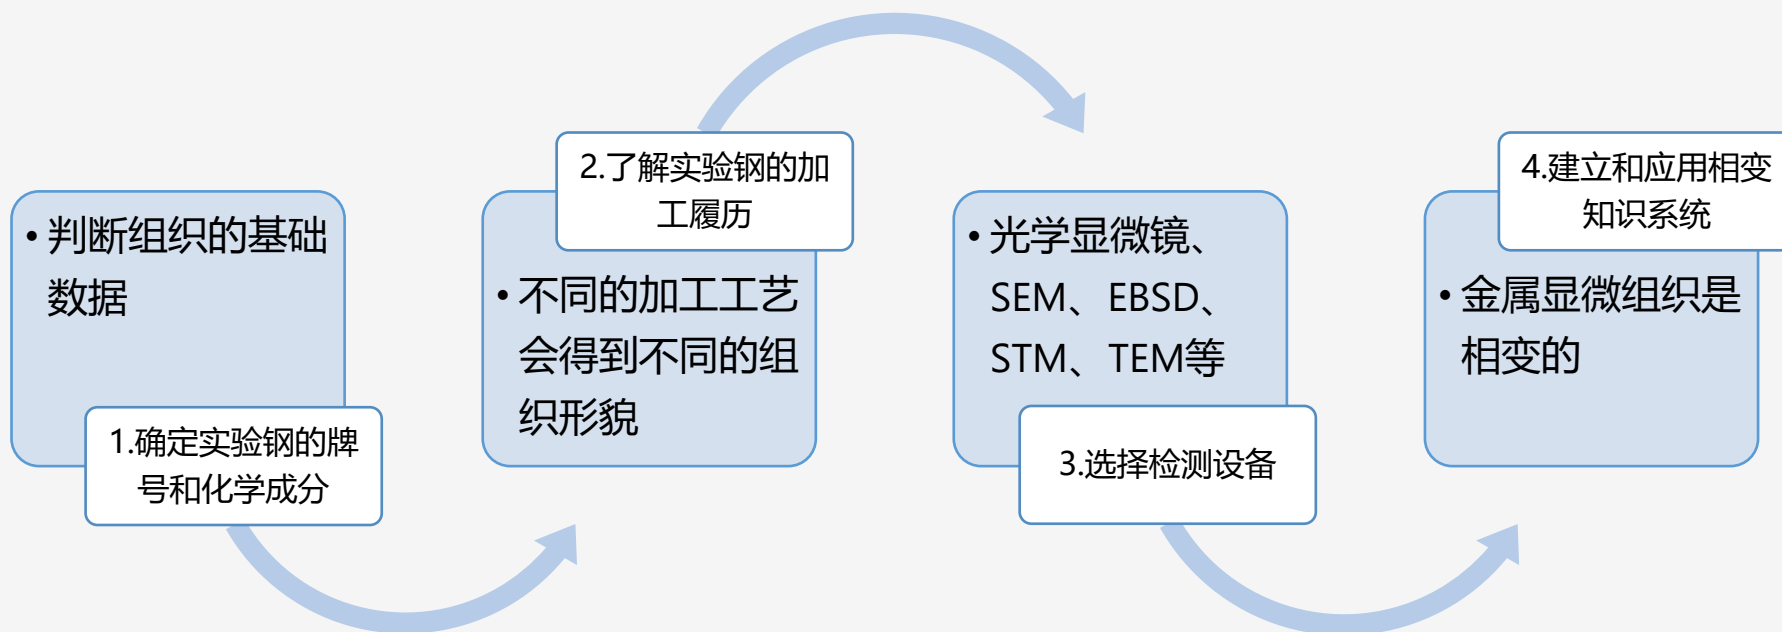 • 判断组织的基础
数据
1.确定实验钢的牌
号和化学成分
2.了解实验钢的加
工履历
• 不同的加工工艺
会得到不同的组
织形貌
• 光学显微镜、
SEM、EBSD、
STM、TEM等
3.选择检测设备
4.建立和应用相变
知识系统
• 金属显微组织是
相变的